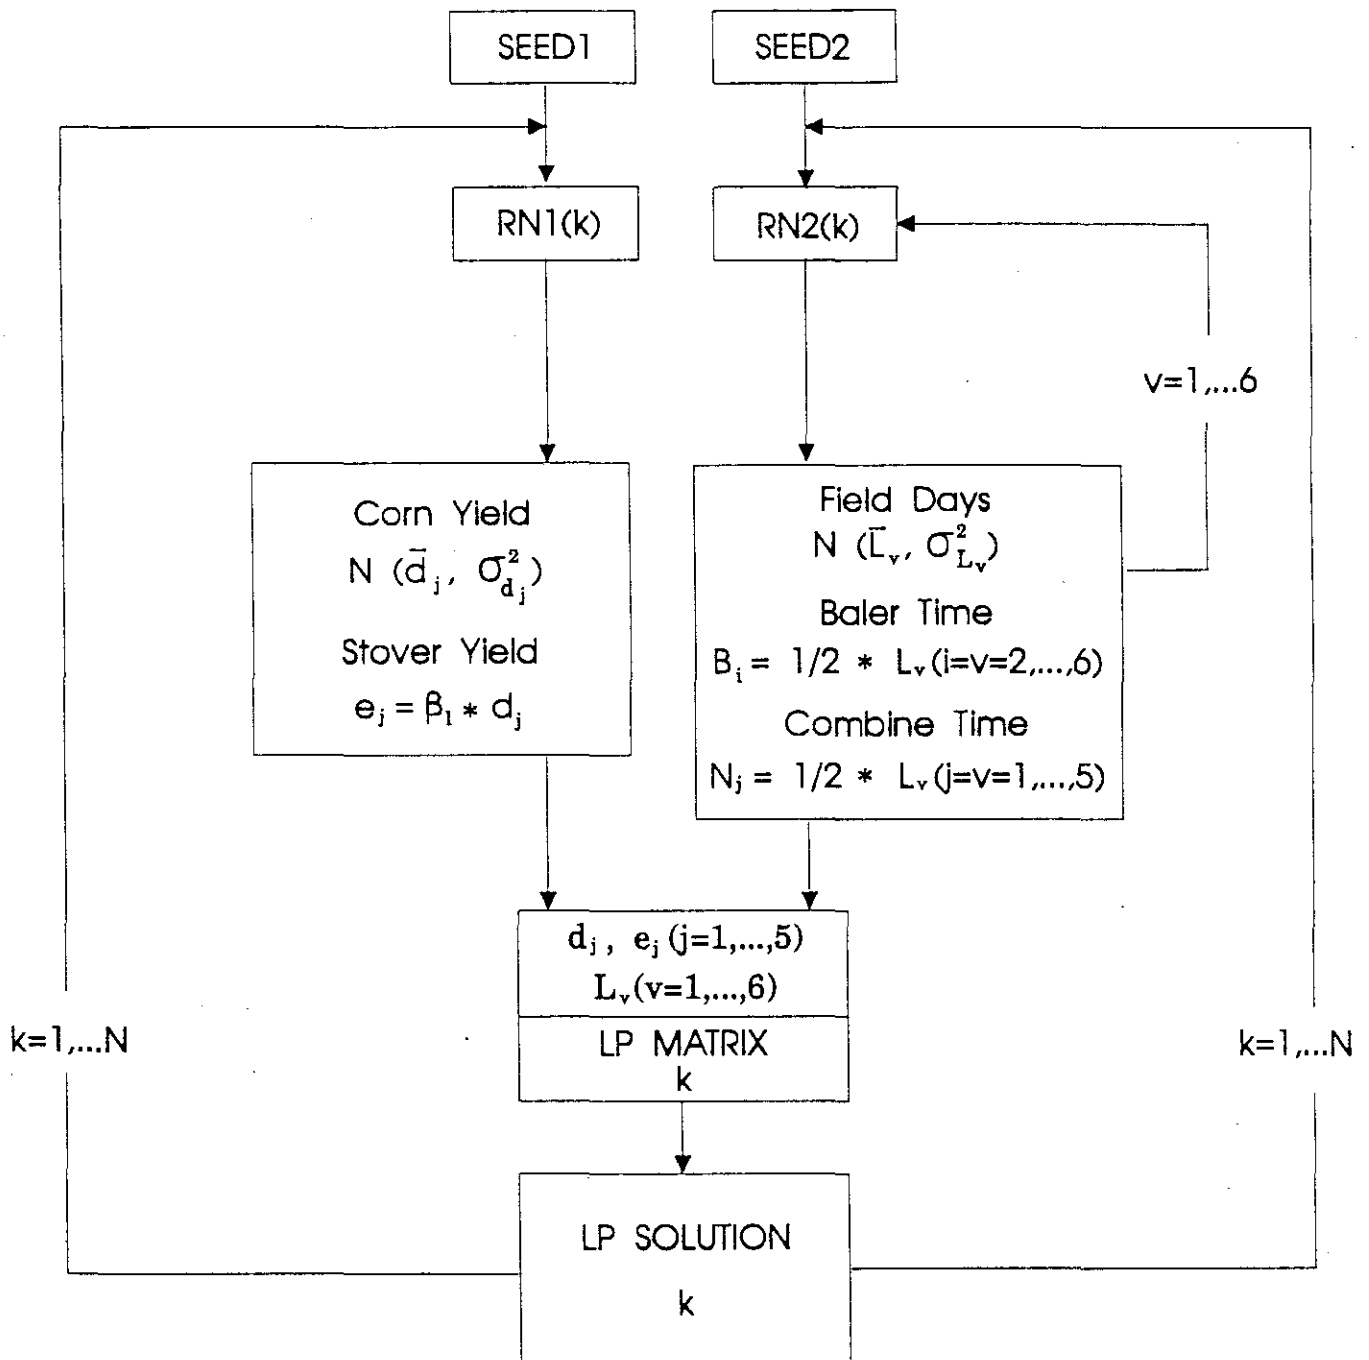 SEED1
SEED2
RN1(k)
RN2(k)
v=1,...6
Corn Yield
N (d̄ⱼ, σ²_dⱼ)
Stover Yield
eⱼ = β₁ * dⱼ
Field Days
N (L̄ᵥ, σ²_Lᵥ)
Baler Time
Bᵢ = 1/2 * Lᵥ(i=v=2,...,6)
Combine Time
Nⱼ = 1/2 * Lᵥ(j=v=1,...,5)
dⱼ, eⱼ (j=1,...,5)
Lᵥ(v=1,...,6)
LP MATRIX
k
k=1,...N
k=1,...N
LP SOLUTION
k